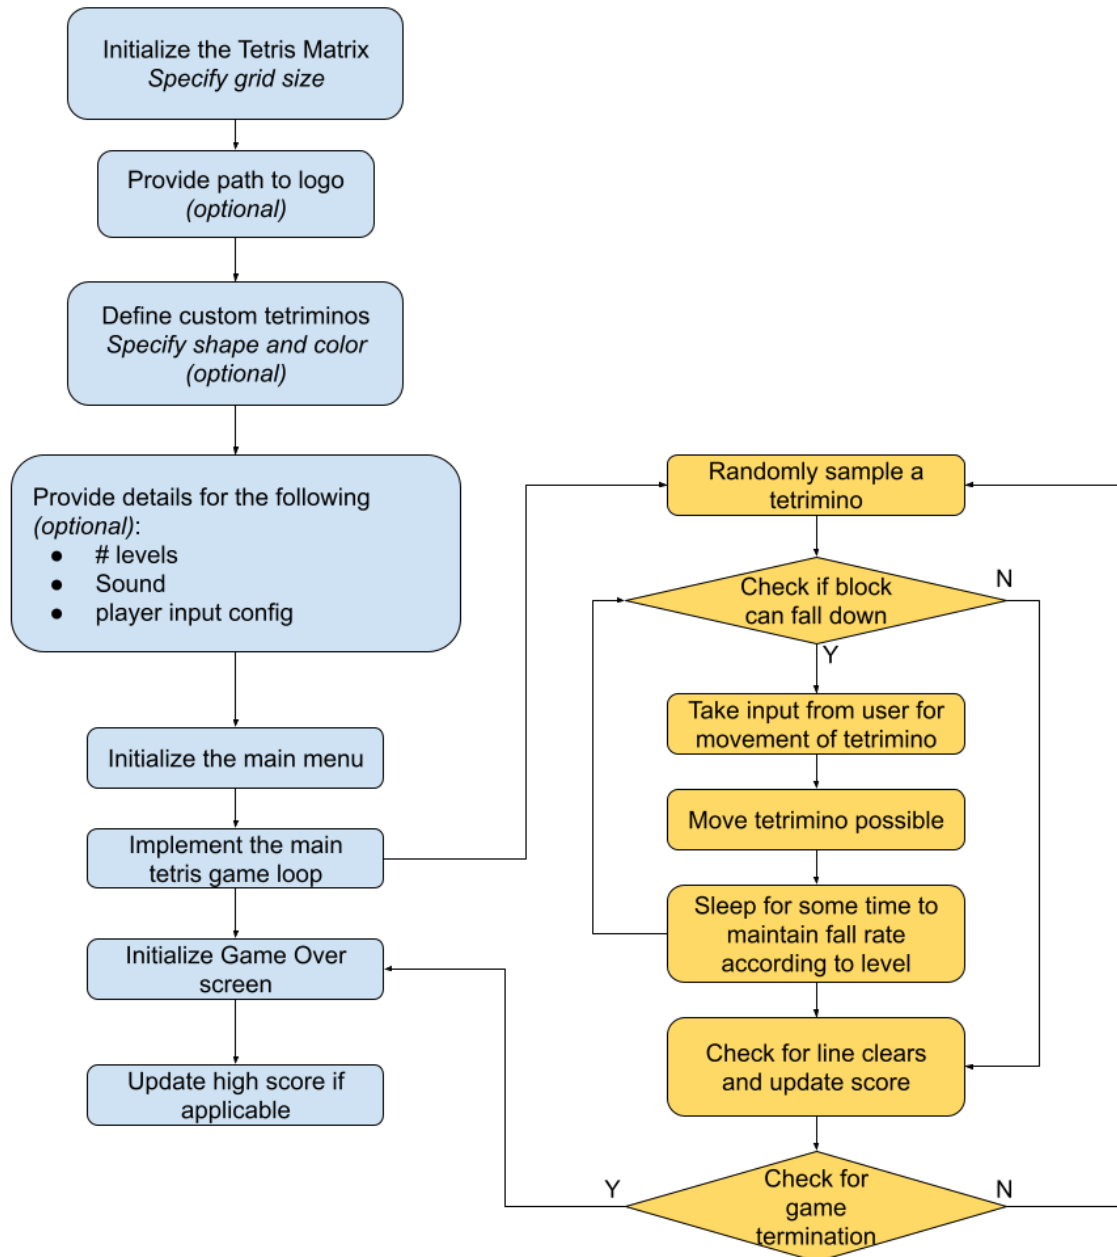 Initialize the Tetris Matrix
Specify grid size
Provide path to logo
(optional)
Define custom tetriminos
Specify shape and color
(optional)
Provide details for the following
(optional):
● # levels
● Sound
● player input config
Initialize the main menu
Implement the main
tetris game loop
Initialize Game Over
screen
Update high score if
applicable
Randomly sample a
tetrimino
Check if block
can fall down
N
Y
Take input from user for
movement of tetrimino
Move tetrimino possible
Sleep for some time to
maintain fall rate
according to level
Check for line clears
and update score
Check for
game
termination
Y
N